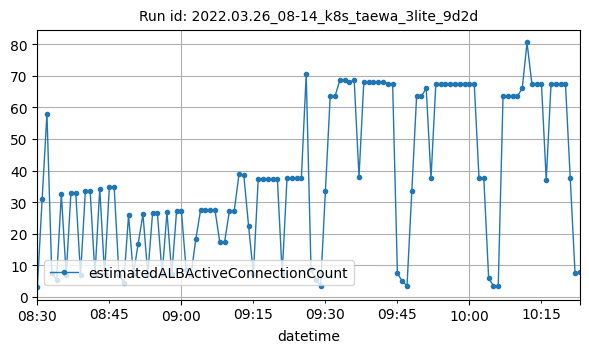 Run id: 2022.03.26_08-14_k8s_taewa_3lite_9d2d
80
70
60
50
40
30
20
10
0
estimatedALBActiveConnectionCount
08:30 08:45 09:00 09:15 09:30 09:45 10:00 10:15
datetime